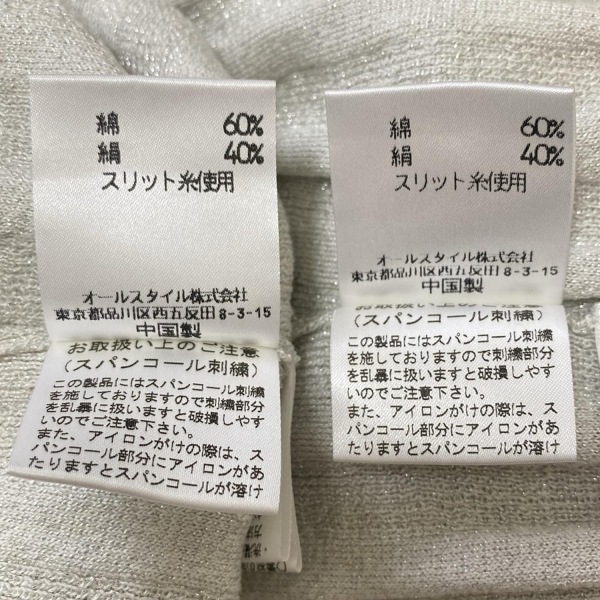 綿 60%
絹 40%
スリット糸使用
オールスタイル株式会社
東京都品川区西五反田8-3-15
中国製
お取扱い上のご注意
(スパンコール刺繍)
この製品にはスパンコール刺繍
を施しておりますので刺繍部分
を乱暴に扱いますと破損しやす
いのでご注意下さい。
また、アイロンがけの際は、ス
パンコール部分にアイロンがあ
たりますとスパンコールが溶け
綿 60%
絹 40%
スリット糸使用
オールスタイル株式会社
東京都品川区西五反田8-3-15
中国製
お取扱い上のご注意
(スパンコール刺繍)
この製品にはスパンコール刺繍
を施しておりますので刺繍部分
を乱暴に扱いますと破損しやす
いのでご注意下さい。
また、アイロンがけの際は、ス
パンコール部分にアイロンがあ
たりますとスパンコールが溶け